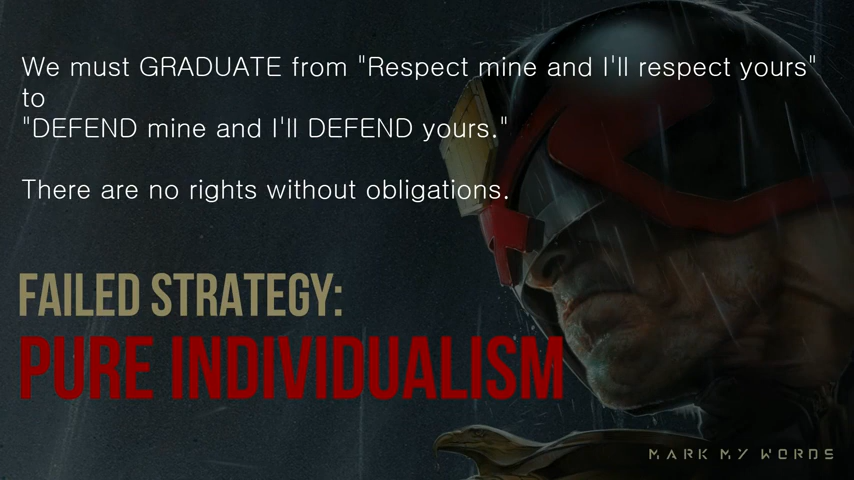 We must GRADUATE from "Respect mine and I'll respect yours"
to
"DEFEND mine and I'll DEFEND yours."
There are no rights without obligations.
FAILED STRATEGY:
PURE INDIVIDUALISM
MARK MY WORDS